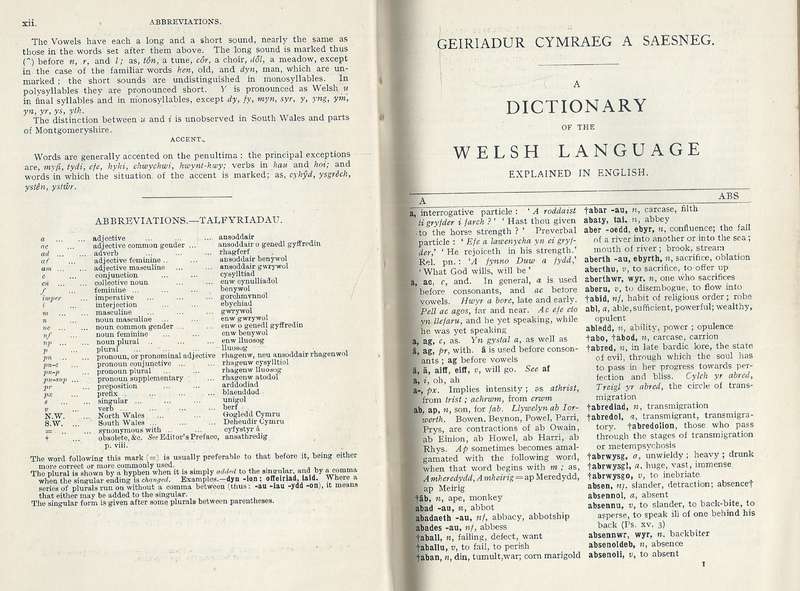 xii.
ABBREVIATIONS.
The Vowels have each a long and a short sound, nearly the same as
those in the words set after them above. The long sound is marked thus
(^) before n, r, and l; as, tôn, a tune, côr, a choir, dôl, a meadow, except
in the case of the familiar words hen, old, and dyn, man, which are un-
marked: the short sounds are undistinguished in monosyllables. In
polysyllables they are pronounced short. Y is pronounced as Welsh u
in final syllables and in monosyllables, except dy, fy, myn, syr, y, yng, ym,
yn, yr, ys, yth.
The distinction between u and i is unobserved in South Wales and parts
of Montgomeryshire.
ACCENT.
Words are generally accented on the penultima: the principal exceptions
are, myfi, tydi, efe, hyhi, chwychwi, hwynt-hwy; verbs in hau and hoi; and
words in which the situation of the accent is marked; as, cyhŷd, ysgrêch,
ystên, ystŵr.
ABBREVIATIONS.—TALFYRIADAU.
a ... ... adjective ... ... ... ansoddair
ac ... ... adjective common gender ... ansoddair o genedl gyffredin
ad ... ... adverb ... ... ... rhagferf
af ... ... adjective feminine ... ... ansoddair benywol
am ... ... adjective masculine ... ... ansoddair gwrywol
c ... ... conjunction ... ... cysylltiad
cn ... ... collective noun ... ... enw cynulliadol
f ... ... feminine ... ... benywol
imper ... imperative ... ... gorchmynnol
i ... ... interjection ... ... ebychiad
m ... ... masculine ... ... gwrywol
n ... ... noun masculine ... ... enw gwrywol
nc ... ... noun common gender ... enw o genedl gyffredin
nf ... ... noun feminine ... ... enw benywol
np ... ... noun plural ... ... enw lluosog
p ... ... plural ... ... lluosog
pn ... ... pronoun, or pronominal adjective rhagenw, neu ansoddair rhagenwol
pn-c ... pronoun conjunctive ... rhagenw cysylltiol
pn-p ... pronoun plural ... ... rhagenw lluosog
pn-sup ... pronoun supplementary ... rhagenw atodol
pr ... ... preposition ... ... arddodiad
px ... ... prefix ... ... blaenddod
s ... ... singular ... ... unigol
v ... ... verb ... ... berf
N.W. ... North Wales ... ... Gogledd Cymru
S.W. ... South Wales ... ... Deheudir Cymru
= ... ... synonymous with ... ... cyfystyr â
† ... ... obsolete, &c. See Editor's Preface, ansathredig
p. viii.
The word following this mark [=] is usually preferable to that before it, being either
more correct or more commonly used.
The plural is shown by a hyphen when it is simply added to the singular, and by a comma
when the singular ending is changed. Examples.—dyn -ion: offeiriad, iaid. Where a
series of plurals run on without a comma between (thus: -au -iau -ydd -on), it means
that either may be added to the singular.
The singular form is given after some plurals between parentheses.
GEIRIADUR CYMRAEG A SAESNEG.
A
DICTIONARY
OF THE
WELSH LANGUAGE
EXPLAINED IN ENGLISH.
A
ABS
a, interrogative particle: 'A roddaist
ti gryfder i farch?' 'Hast thou given
to the horse strength?' Preverbal
particle: 'Efe a lawenycha yn ei gryf-
der,' 'He rejoiceth in his strength.'
Rel. pn.: 'A fynno Duw a fydd,'
'What God wills, will be'
a, ac, c, and. In general, a is used
before consonants, and ac before
vowels. Hwyr a bore, late and early.
Pell ac agos, far and near. Ac efe eto
yn llefaru, and he yet speaking, while
he was yet speaking
a, ag, c, as. Yn gystal a, as well as
â, ag, pr, with. â is used before conson-
ants; ag before vowels
â, ä, aiff, eiff, v, will go. See af
a, i, oh, ah
a-, px. Implies intensity; as athrist,
from trist; achrwm, from crwm
ab, ap, n, son, for fab. Llywelyn ab Ior-
werth. Bowen, Beynon, Powel, Parri,
Prys, are contractions of ab Owain,
ab Einion, ab Howel, ab Harri, ab
Rhys. Ap sometimes becomes amal-
gamated with the following word,
when that word begins with m; as,
Amheredydd, Amheirig=ap Meredydd,
ap Meirig
†âb, n, ape, monkey
abad -au, n, abbot
abadaeth -au, nf, abbacy, abbotship
abades -au, nf, abbess
†aball, n, failing, defect, want
†aballu, v, to fail, to perish
†aban, n, din, tumult, war; corn marigold
†abar -au, n, carcase, filth
abaty, tai, n, abbey
aber -oedd, ebyr, n, confluence; the fall
of a river into another or into the sea;
mouth of a river; brook, stream
aberth -au, ebyrth, n, sacrifice, oblation
aberthu, v, to sacrifice, to offer up
aberthwr, wyr, n, one who sacrifices
aberu, v, to disembogue, to flow into
†abid, nf, habit of religious order; robe
abl, a, able, sufficient, powerful; wealthy,
opulent
abledd, n, ability, power; opulence
†abo, †abod, n, carcase, carrion
†abred, n, in late bardic lore, the state
of evil, through which the soul has
to pass in her progress towards per-
fection and bliss. Cylch yr abred,
Treigl yr abred, the circle of trans-
migration
†abrediad, n, transmigration
†abredol, a, transmigrant, transmigra-
tory. †abredolion, those who pass
through the stages of transmigration
or metempsychosis
†abrwysg, a, unwieldy; heavy; drunk
†abrwysgl, a, huge, vast, immense
†abrwysgo, v, to inebriate
absen, nf, slander, detraction; absence†
absennol, a, absent
absennu, v, to slander, to back-bite, to
asperse, to speak ill of one behind his
back (Ps. xv. 3)
absennwr, wyr, n, backbiter
absenoldeb, n, absence
absenoli, v, to absent
I